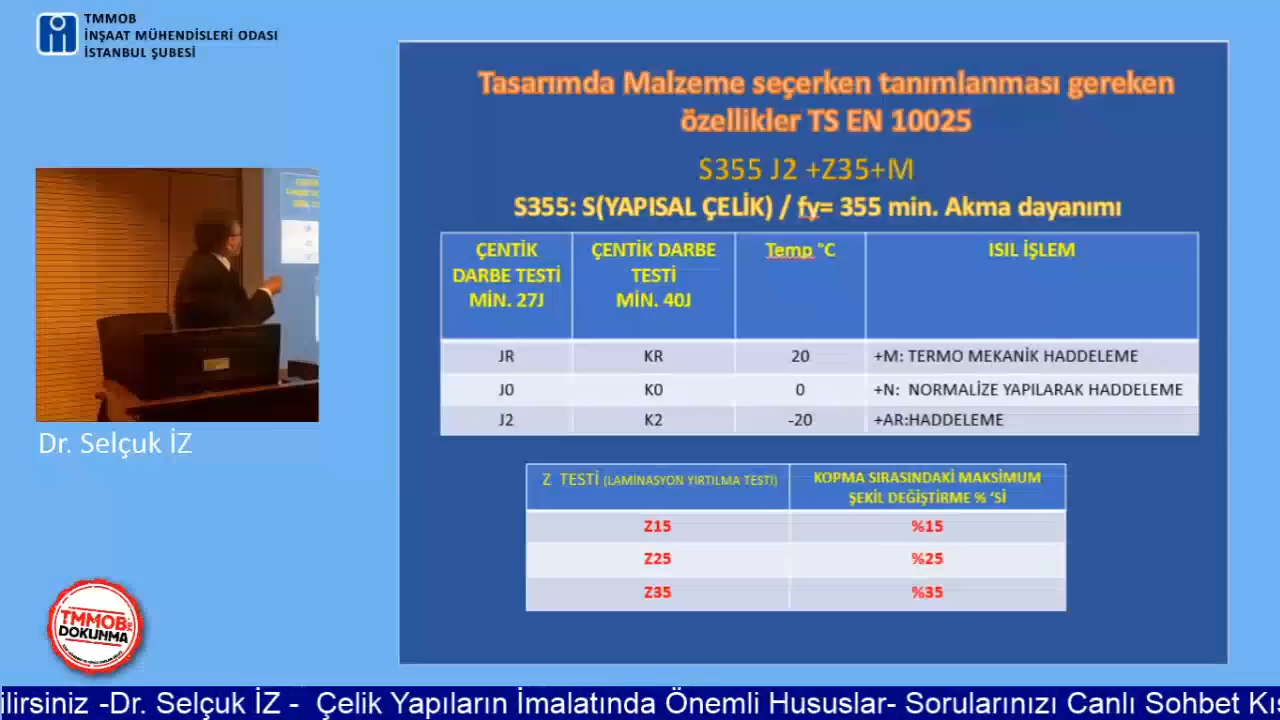 TMMOB
İNŞAAT MÜHENDİSLERİ ODASI
İSTANBUL ŞUBESİ
Tasarımda Malzeme seçerken tanımlanması gereken
özellikler TS EN 10025
S355 J2 +Z35+M
S355: S(YAPISAL ÇELİK) / fy= 355 min. Akma dayanımı
ÇENTİK DARBE TESTİ MİN. 27J ÇENTİK DARBE TESTİ MİN. 40J Temp °C ISIL İŞLEM
JR KR 20 +M: TERMO MEKANİK HADDELEME
J0 K0 0 +N: NORMALİZE YAPILARAK HADDELEME
J2 K2 -20 +AR:HADDELEME
Z TESTİ (LAMINASYON YIRTILMA TESTİ) KOPMA SIRASINDAKİ MAKSİMUM ŞEKİL DEĞİŞTİRME % 'Sİ
Z15 %15
Z25 %25
Z35 %35
Dr. Selçuk İZ
TMMOB'ye
DOKUNMA
ilirsiniz -Dr. Selçuk İZ - Çelik Yapıların İmalatında Önemli Hususlar- Sorularınızı Canlı Sohbet Kıs